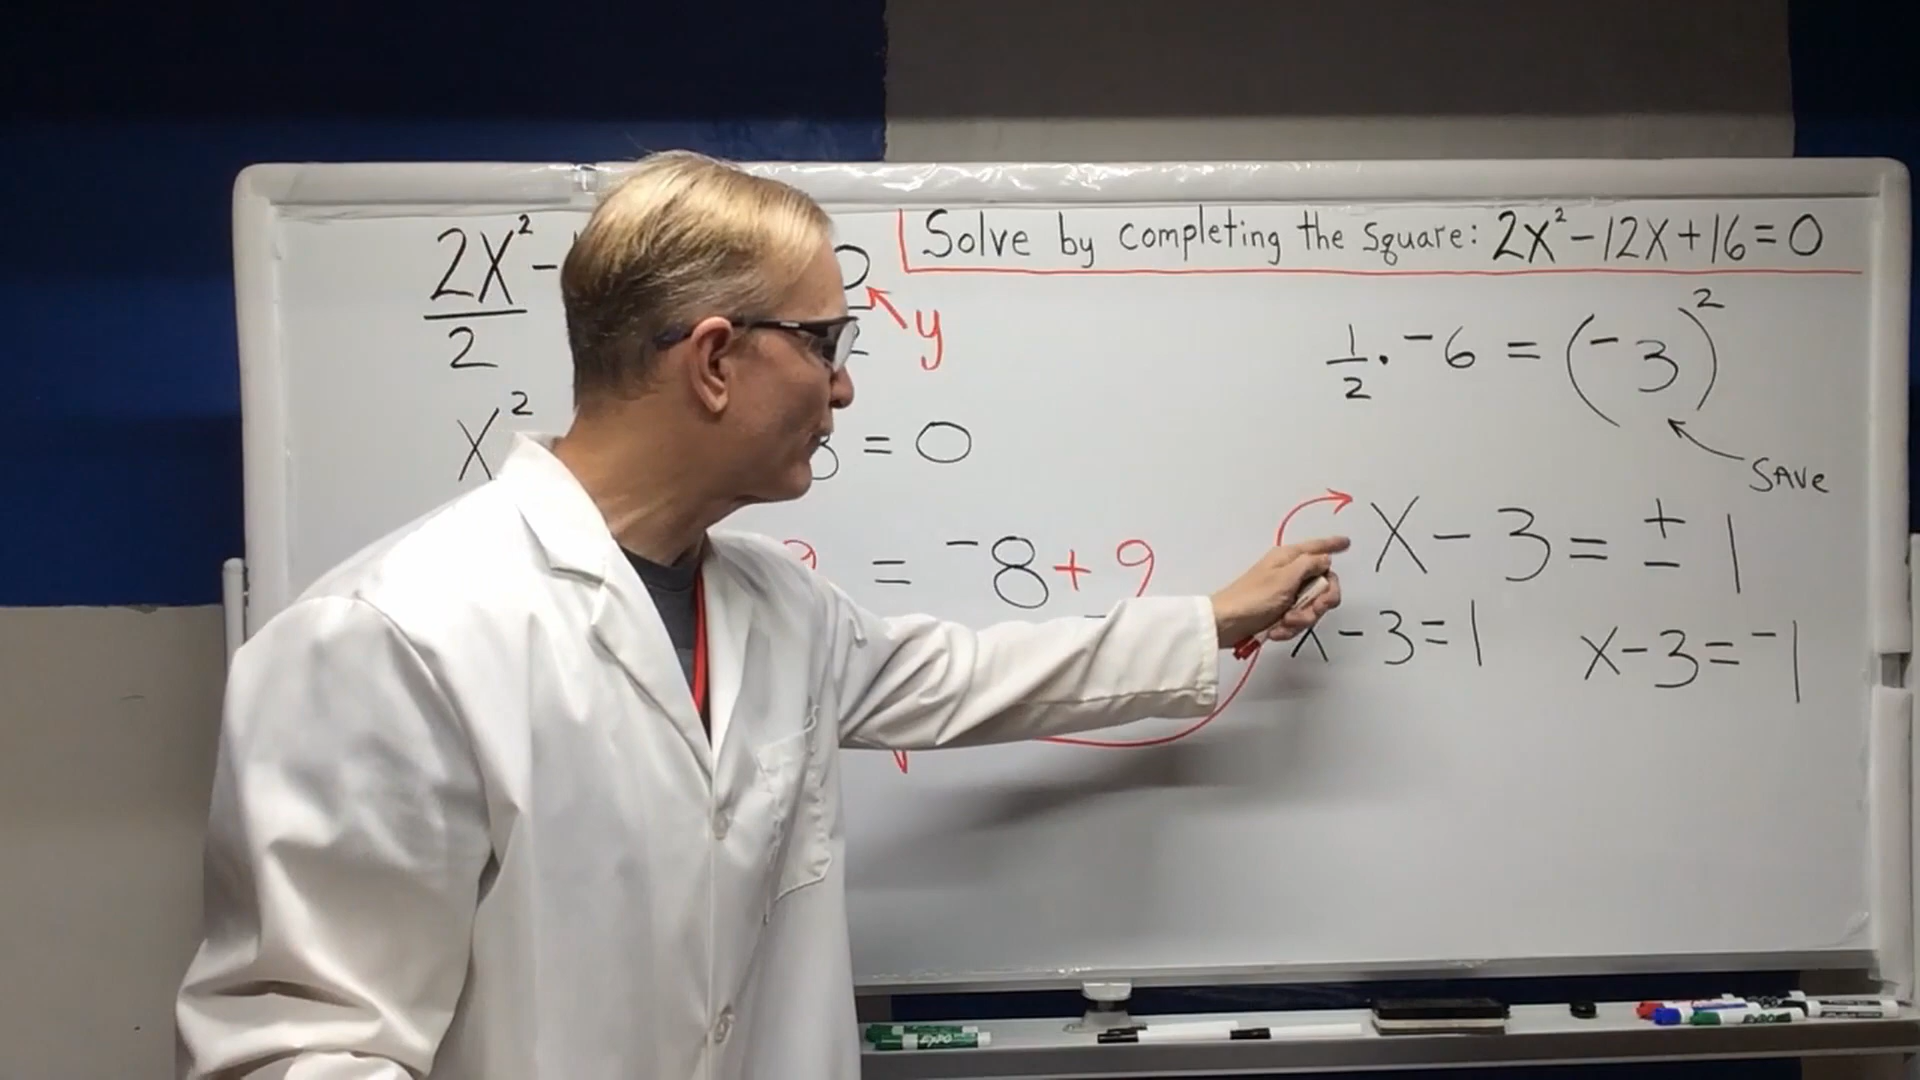 Solve by completing the square: 2x² - 12x + 16 = 0
2x² -
2
y
1/2 · ⁻6 = (⁻3)²
SAVE
x²
= 0
= ⁻8 + 9
x - 3 = ± 1
x - 3 = 1
x - 3 = ⁻1
EXPO